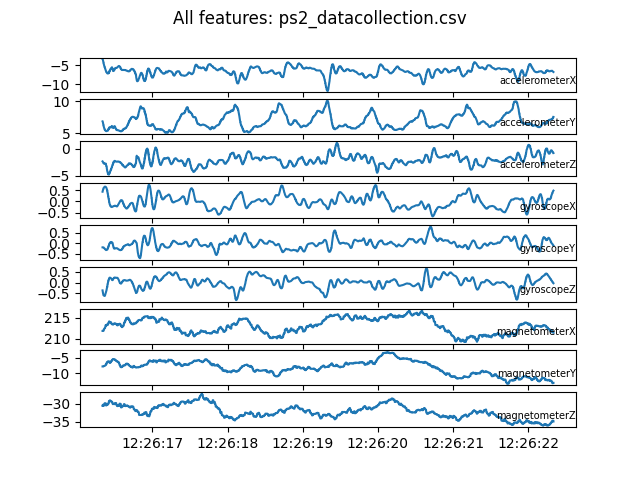 All features: ps2_datacollection.csv
−5
−10
accelerometerX
10
5
accelerometerY
0
−5
accelerometerZ
0.5
0.0
−0.5
gyroscopeX
0.5
0.0
−0.5
gyroscopeY
0.5
0.0
−0.5
gyroscopeZ
215
210
magnetometerX
−5
−10
magnetometerY
−30
−35
magnetometerZ
12:26:17 12:26:18 12:26:19 12:26:20 12:26:21 12:26:22